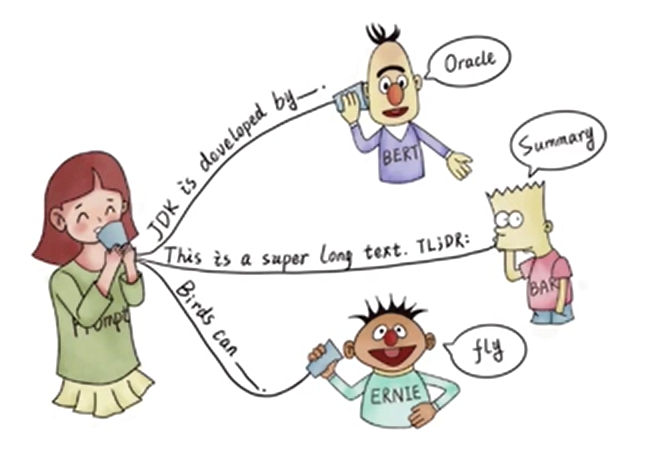 JDK is developed by—.
Oracle
BERT
Summary
This is a super long text. TL;DR:
BAR
Prompt
Birds can —.
fly
ERNIE